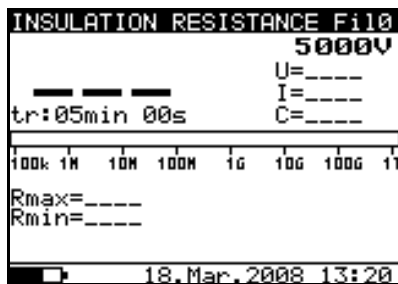 INSULATION RESISTANCE Fil0
5000V
U=____
I=____
tr:05min 00s C=____
100k 1M 10M 100M 1G 10G 100G 1T
Rmax=____
Rmin=____
18.Mar.2008 13:20